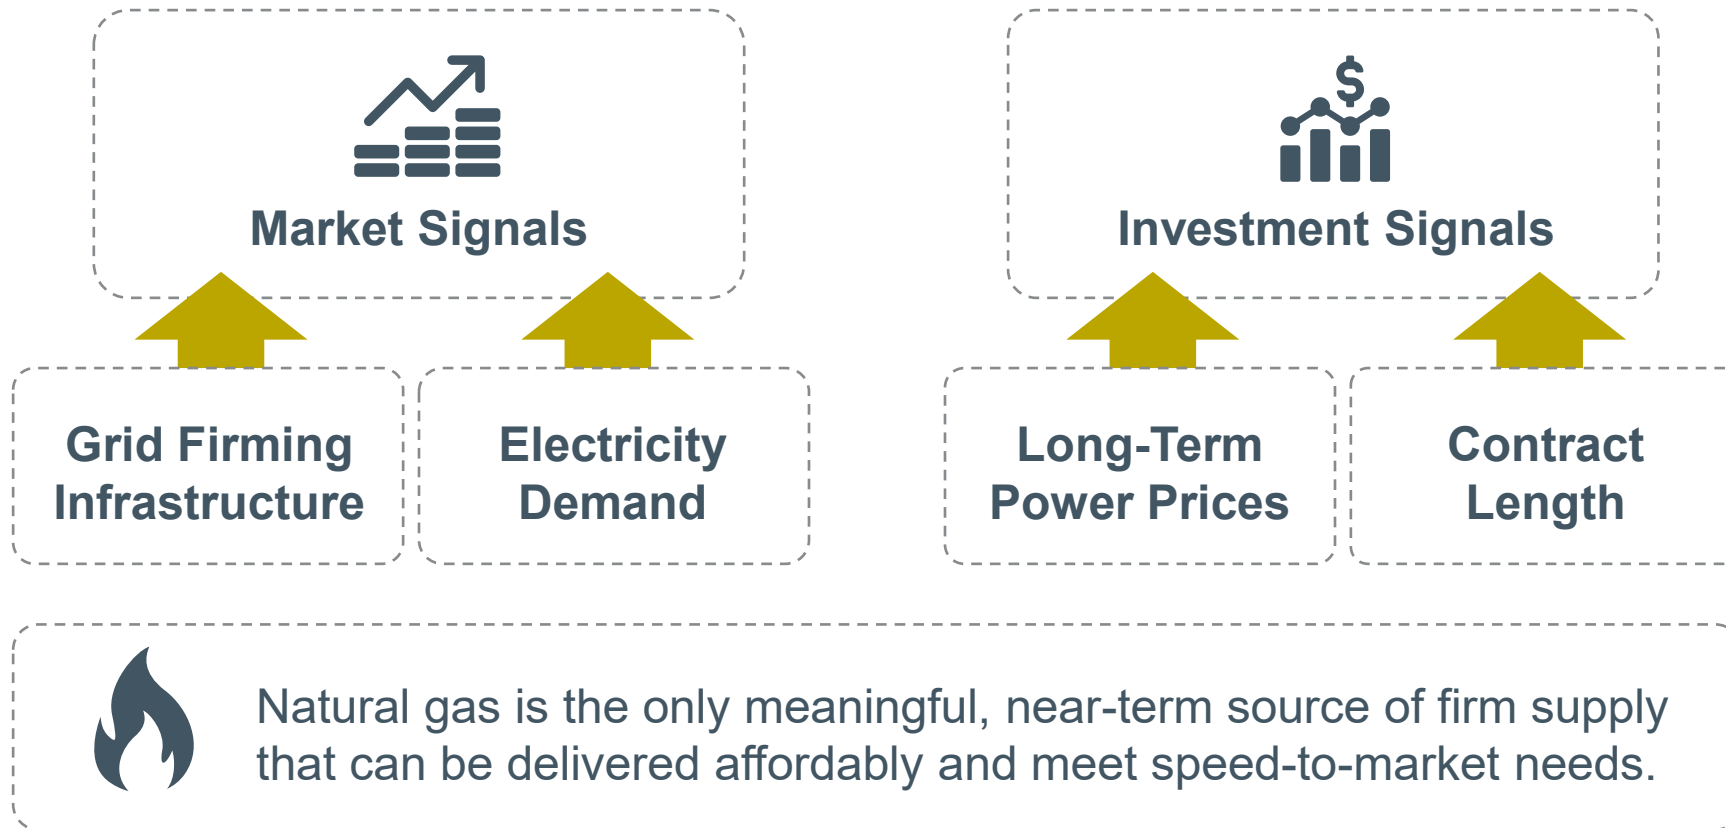 $
Market Signals
Investment Signals
Grid Firming
Infrastructure
Electricity
Demand
Long-Term
Power Prices
Contract
Length
Natural gas is the only meaningful, near-term source of firm supply
that can be delivered affordably and meet speed-to-market needs.